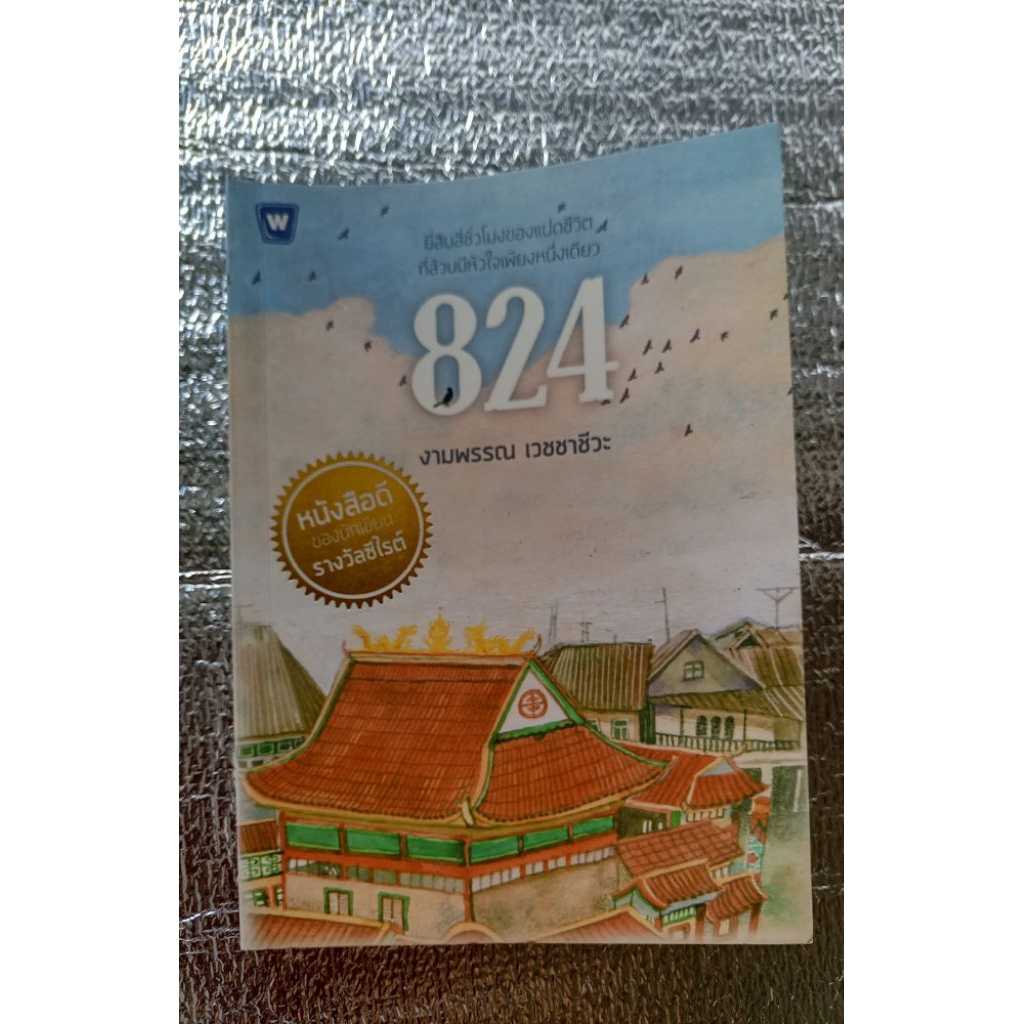 W
ยี่สิบสี่ชั่วโมงของแปดชีวิต
ที่ล้วนมีหัวใจเพียงหนึ่งเดียว
824
งามพรรณ เวชชาชีวะ
หนังสือดี
ของนักเขียน
รางวัลซีไรต์